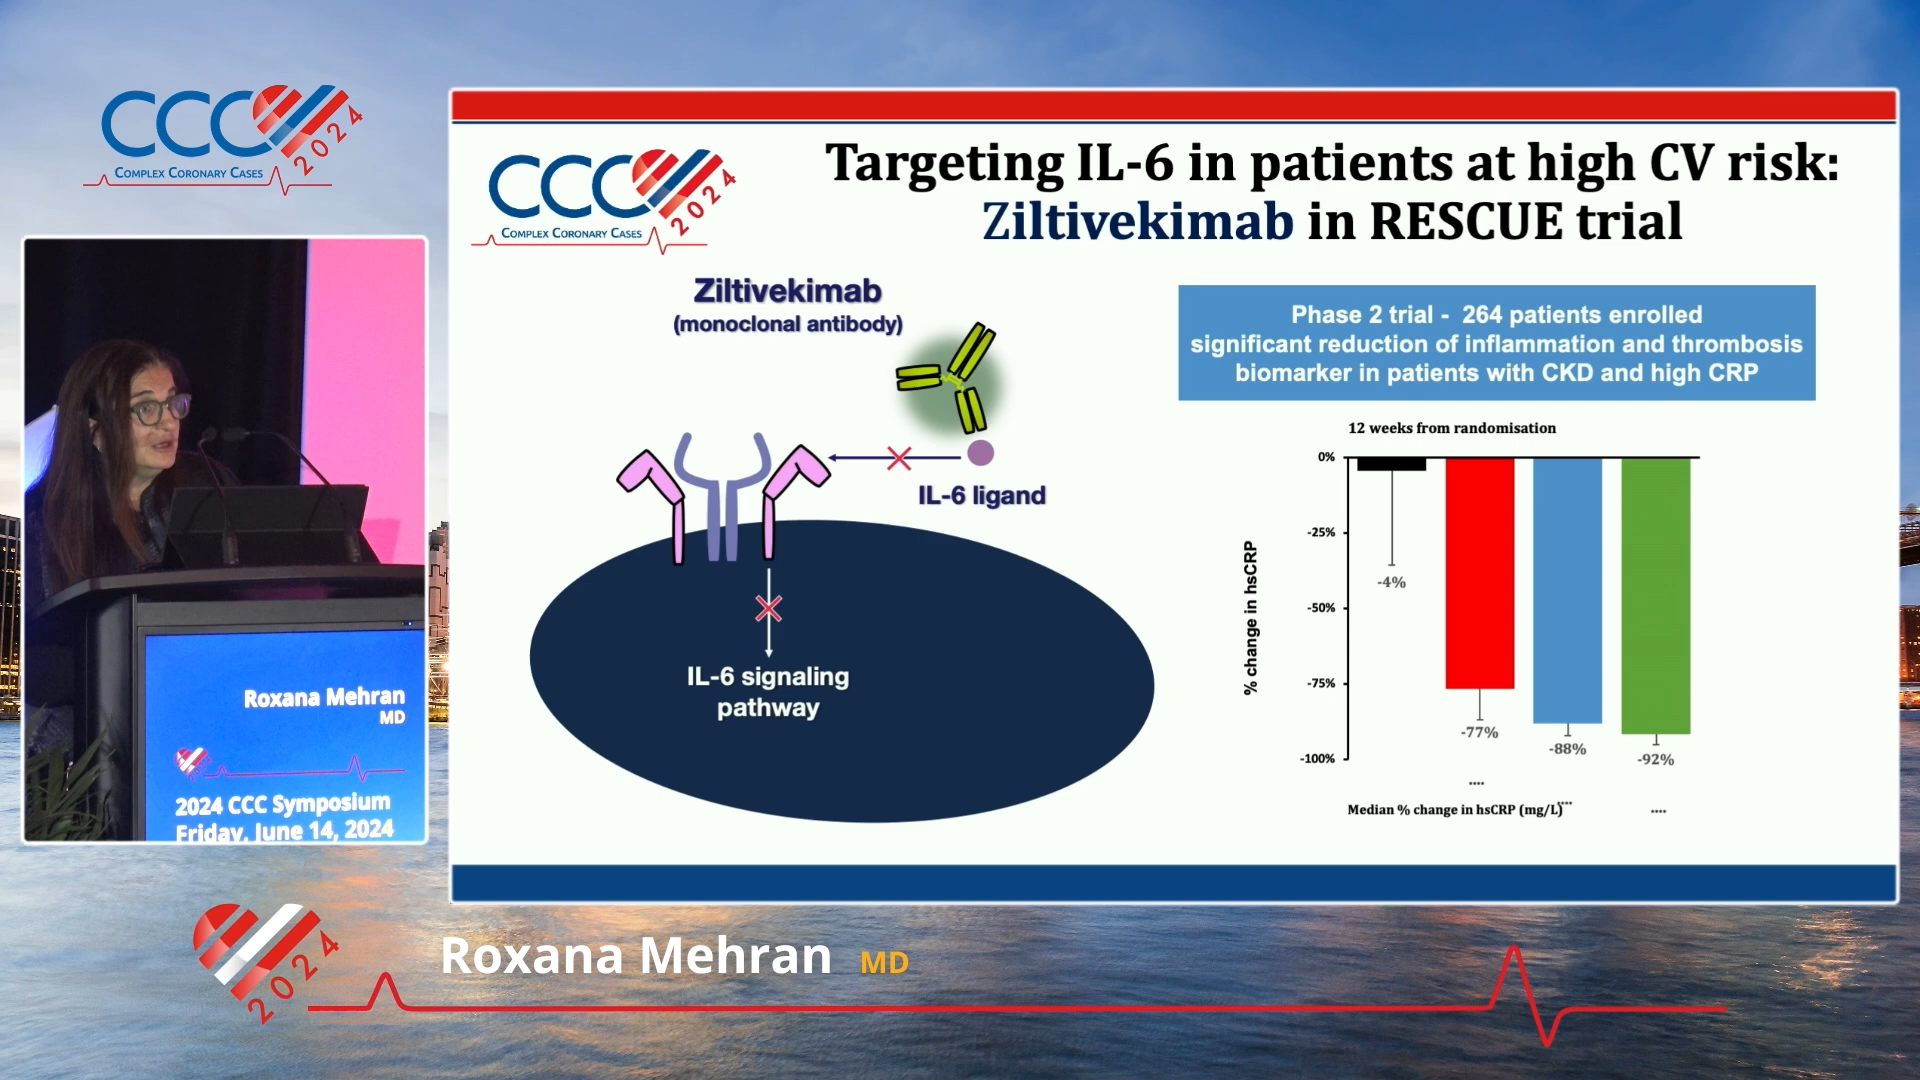 CCC
2024
COMPLEX CORONARY CASES
CCC
2024
COMPLEX CORONARY CASES
Targeting IL-6 in patients at high CV risk:
Ziltivekimab in RESCUE trial
Ziltivekimab
(monoclonal antibody)
IL-6 ligand
IL-6 signaling
pathway
Phase 2 trial - 264 patients enrolled
significant reduction of inflammation and thrombosis
biomarker in patients with CKD and high CRP
12 weeks from randomisation
% change in hsCRP
0%
-25%
-50%
-75%
-100%
-4%
-77%
-88%
-92%
****
****
****
Median % change in hsCRP (mg/L)
Roxana Mehran
MD
2024 CCC Symposium
Friday, June 14, 2024
2024
Roxana Mehran MD